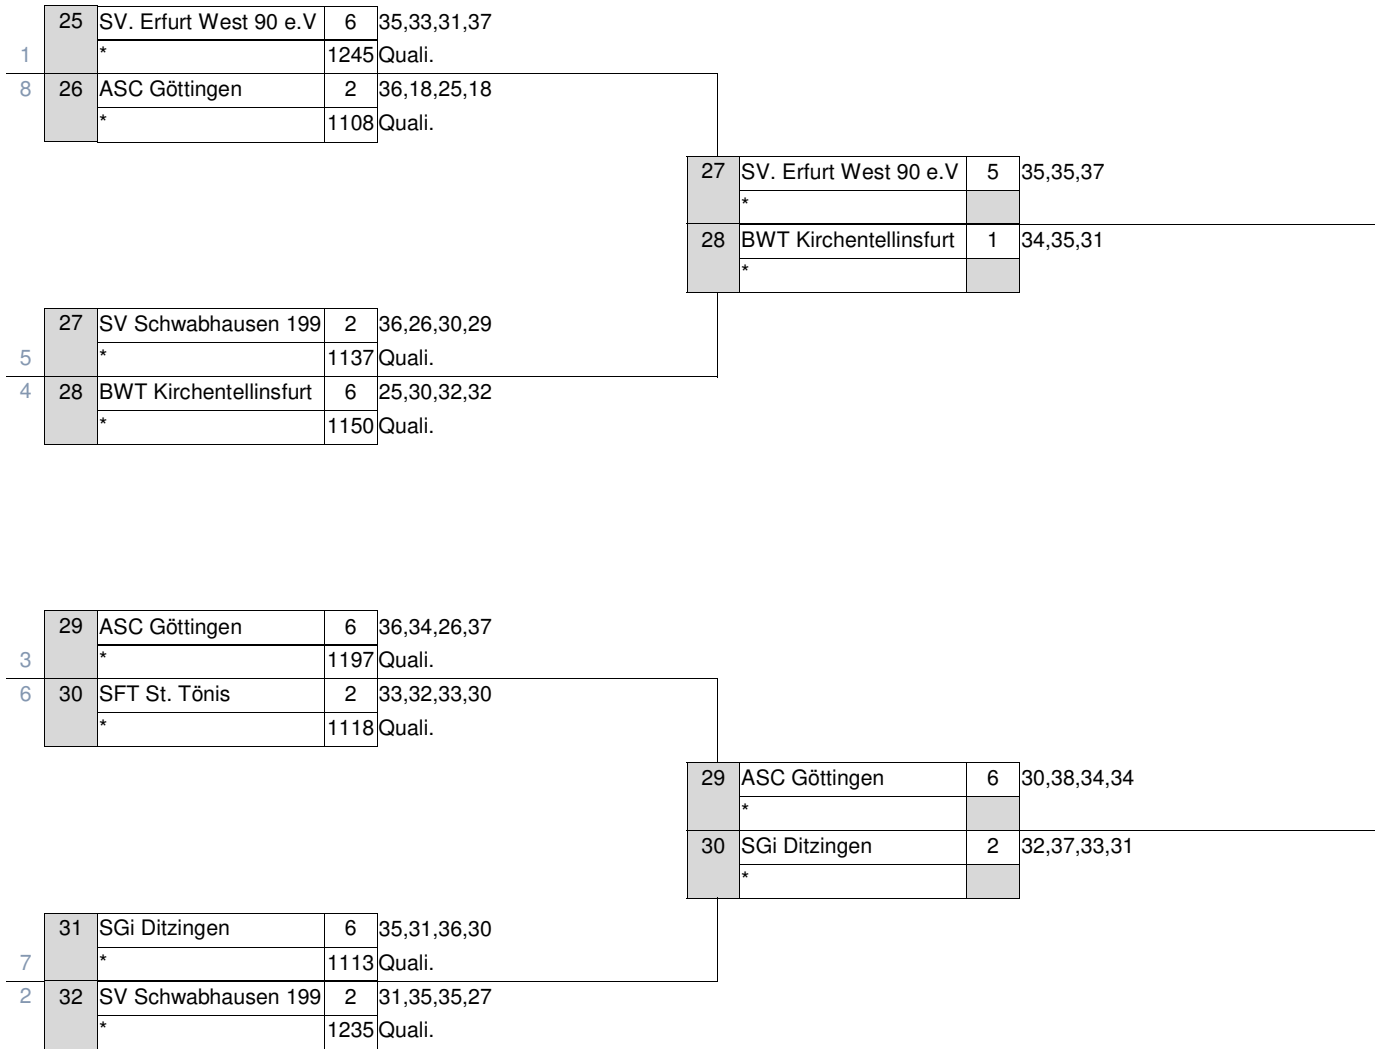 25 SV. Erfurt West 90 e.V 6 35,33,31,37
1 * 1245 Quali.
8 26 ASC Göttingen 2 36,18,25,18
* 1108 Quali.
27 SV. Erfurt West 90 e.V 5 35,35,37
*
28 BWT Kirchentellinsfurt 1 34,35,31
*
27 SV Schwabhausen 199 2 36,26,30,29
5 * 1137 Quali.
4 28 BWT Kirchentellinsfurt 6 25,30,32,32
* 1150 Quali.
29 ASC Göttingen 6 36,34,26,37
3 * 1197 Quali.
6 30 SFT St. Tönis 2 33,32,33,30
* 1118 Quali.
29 ASC Göttingen 6 30,38,34,34
*
30 SGi Ditzingen 2 32,37,33,31
*
31 SGi Ditzingen 6 35,31,36,30
7 * 1113 Quali.
2 32 SV Schwabhausen 199 2 31,35,35,27
* 1235 Quali.